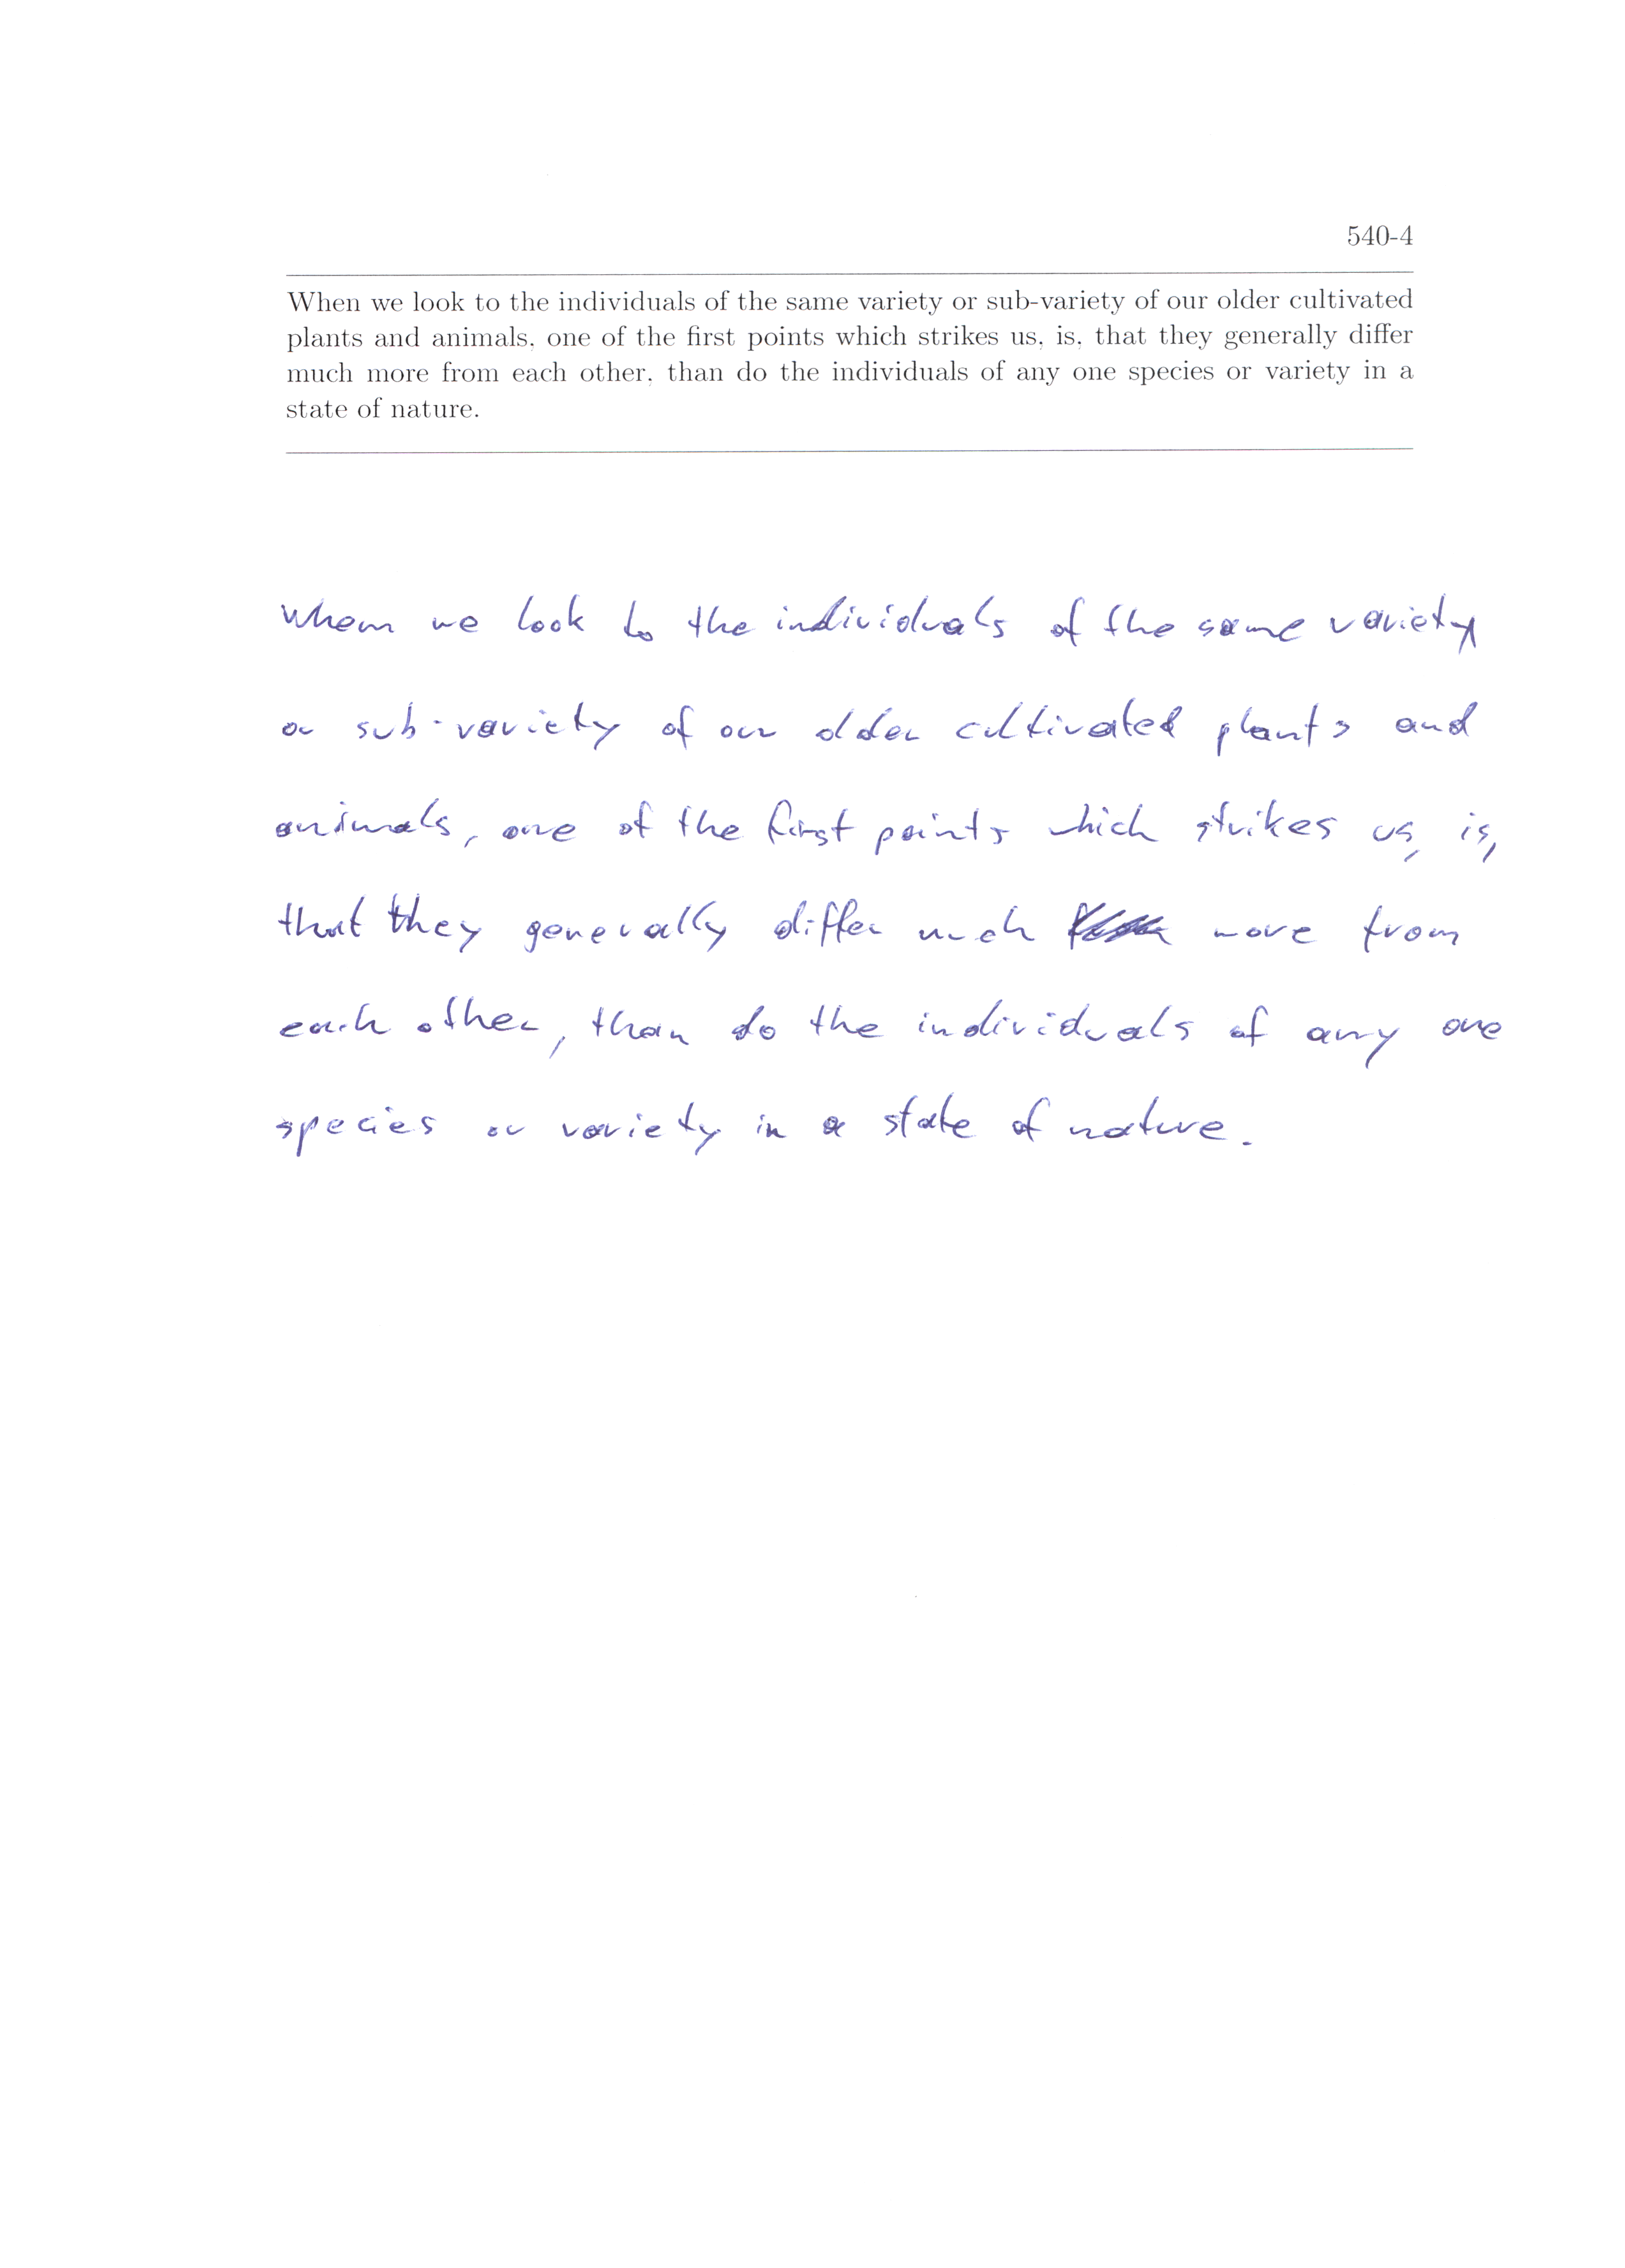 540-4
When we look to the individuals of the same variety or sub-variety of our older cultivated
plants and animals, one of the first points which strikes us, is, that they generally differ
much more from each other, than do the individuals of any one species or variety in a
state of nature.
When we look to the individuals of the same variety
or sub-variety of our older cultivated plants and
animals, one of the first points which strikes us, is,
that they generally differ much more from
each other, than do the individuals of any one
species or variety in a state of nature.